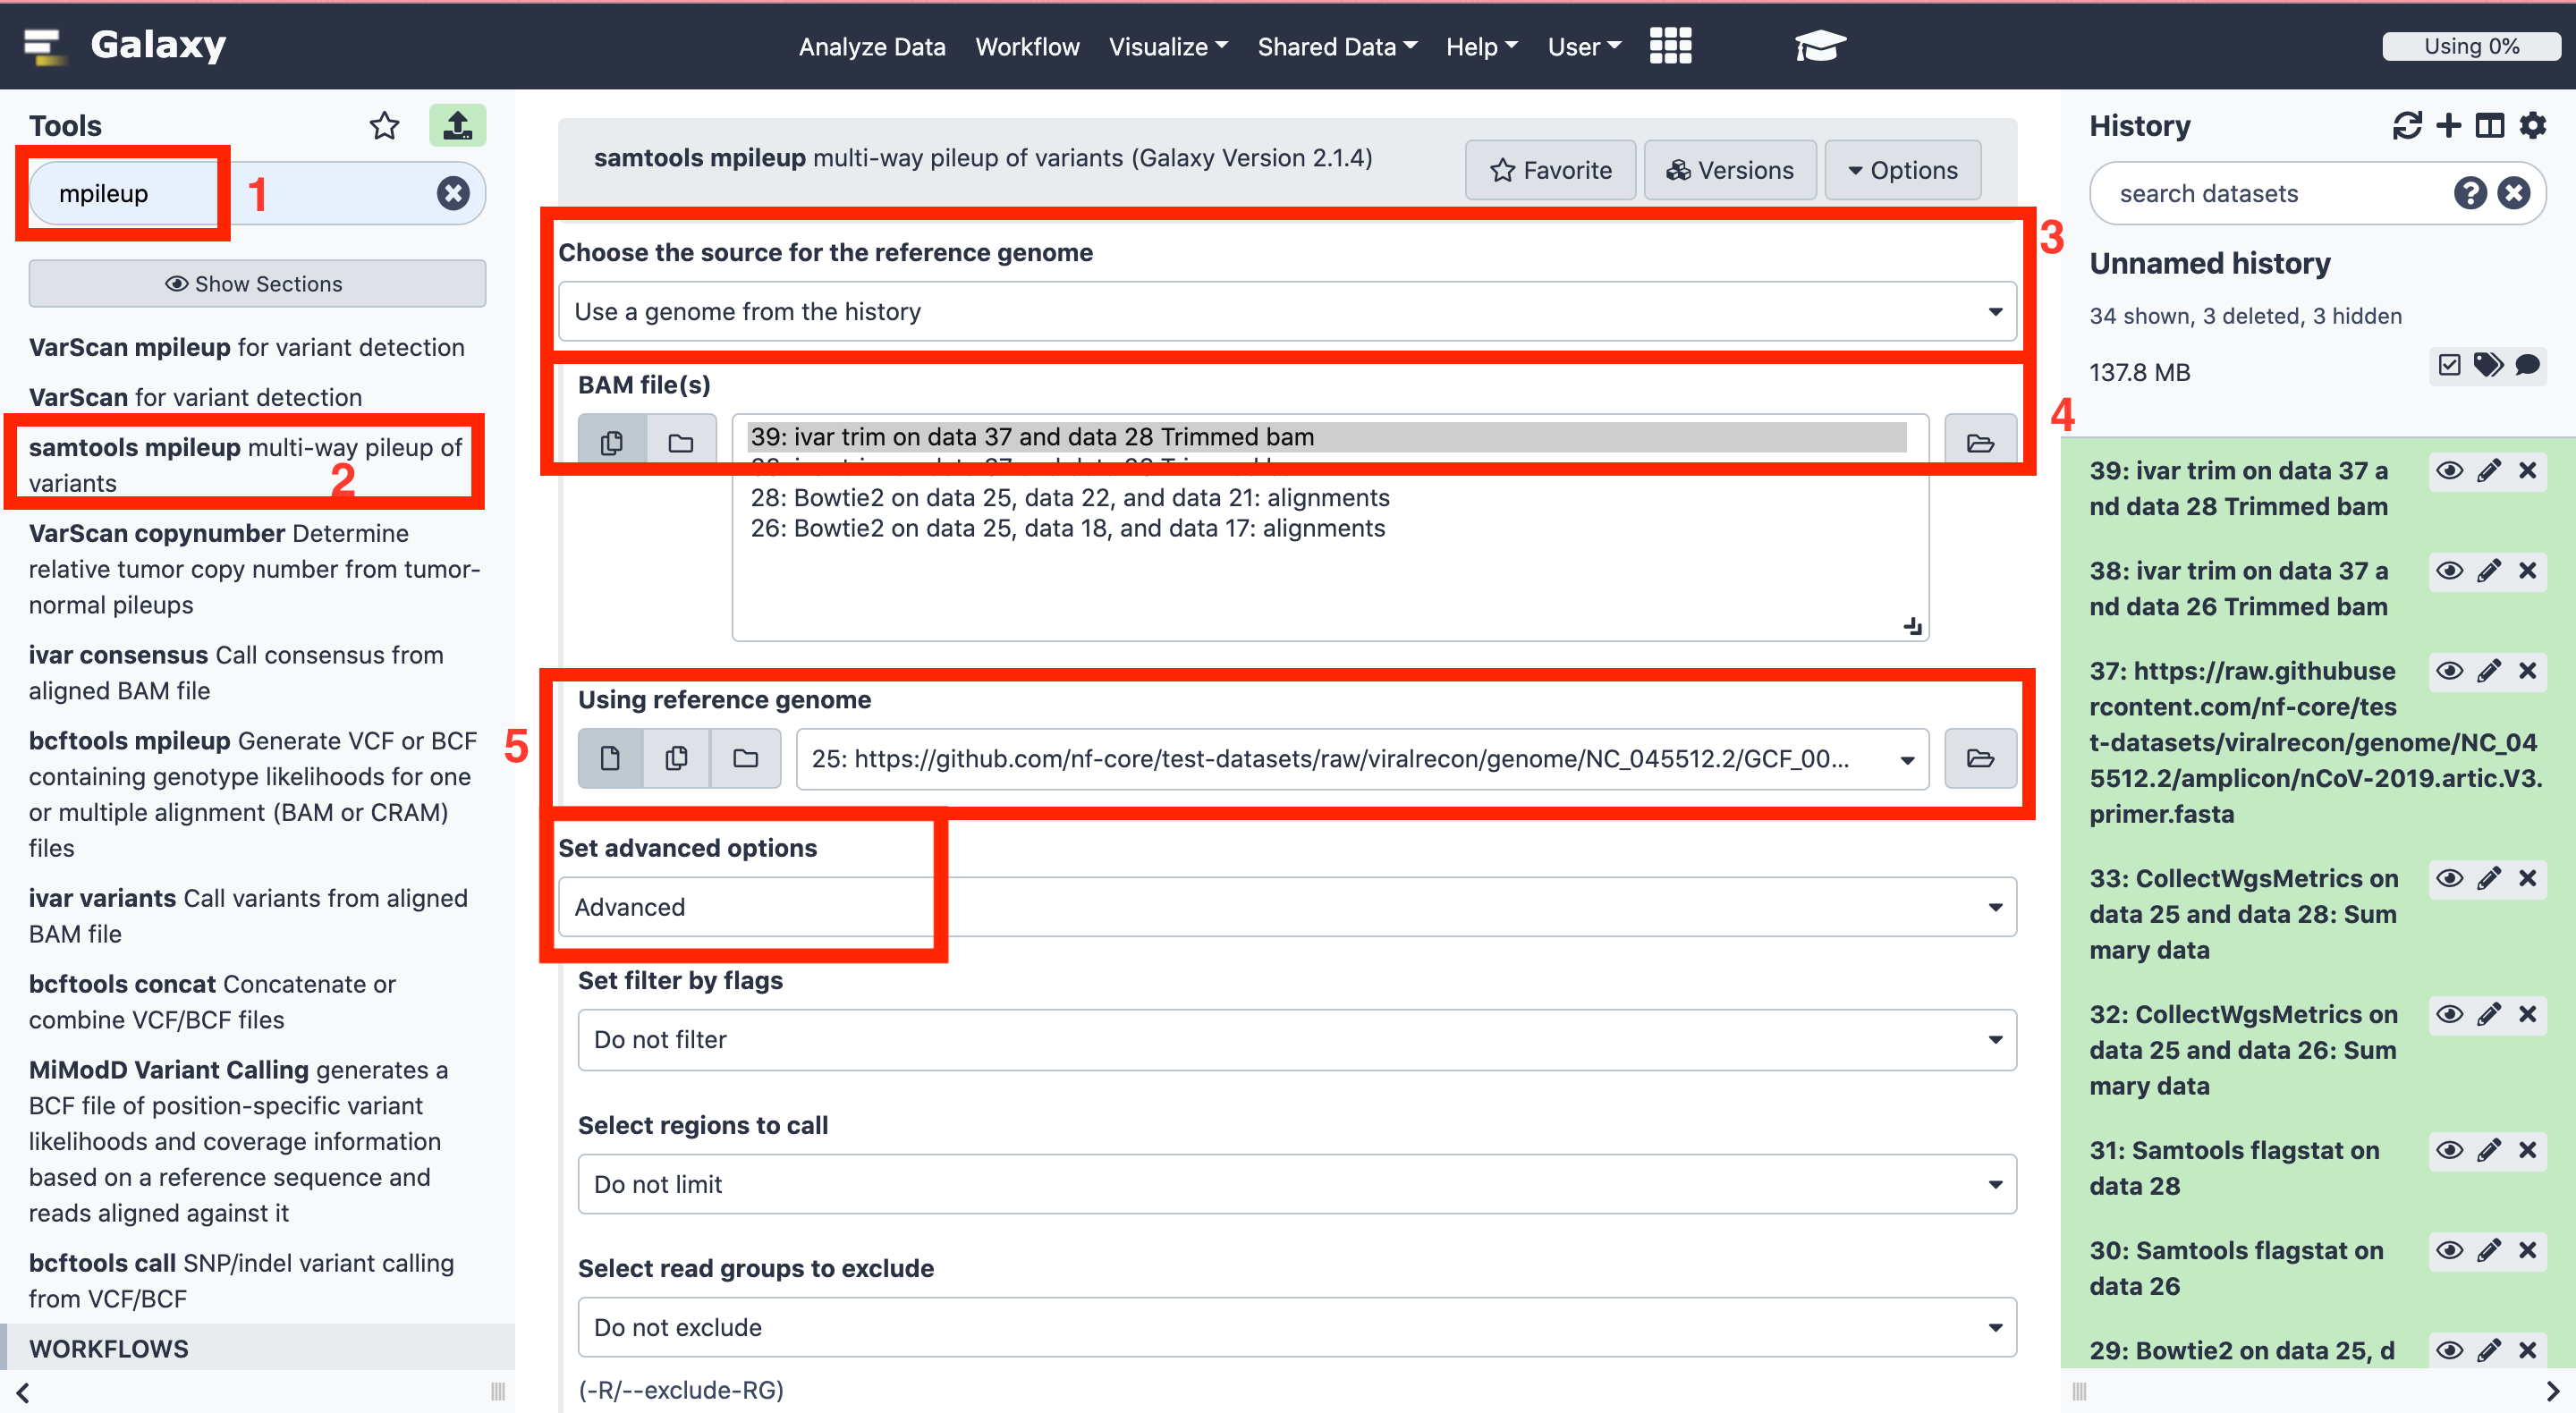 Galaxy
Analyze Data Workflow Visualize Shared Data Help User
Using 0%
Tools
mpileup
1
Show Sections
VarScan mpileup for variant detection
VarScan for variant detection
samtools mpileup multi-way pileup of
variants
2
VarScan copynumber Determine
relative tumor copy number from tumor-
normal pileups
ivar consensus Call consensus from
aligned BAM file
bcftools mpileup Generate VCF or BCF
containing genotype likelihoods for one
or multiple alignment (BAM or CRAM)
files
ivar variants Call variants from aligned
BAM file
bcftools concat Concatenate or
combine VCF/BCF files
MiModD Variant Calling generates a
BCF file of position-specific variant
likelihoods and coverage information
based on a reference sequence and
reads aligned against it
bcftools call SNP/indel variant calling
from VCF/BCF
WORKFLOWS
samtools mpileup multi-way pileup of variants (Galaxy Version 2.1.4)
Favorite
Versions
Options
3
Choose the source for the reference genome
Use a genome from the history
BAM file(s)
4
39: ivar trim on data 37 and data 28 Trimmed bam
28: Bowtie2 on data 25, data 22, and data 21: alignments
26: Bowtie2 on data 25, data 18, and data 17: alignments
Using reference genome
5
25: https://github.com/nf-core/test-datasets/raw/viralrecon/genome/NC_045512.2/GCF_00...
Set advanced options
Advanced
Set filter by flags
Do not filter
Select regions to call
Do not limit
Select read groups to exclude
Do not exclude
(-R/--exclude-RG)
History
search datasets
Unnamed history
34 shown, 3 deleted, 3 hidden
137.8 MB
39: ivar trim on data 37 a
nd data 28 Trimmed bam
38: ivar trim on data 37 a
nd data 26 Trimmed bam
37: https://raw.githubuse
rcontent.com/nf-core/tes
t-datasets/viralrecon/genome/NC_04
5512.2/amplicon/nCoV-2019.artic.V3.
primer.fasta
33: CollectWgsMetrics on
data 25 and data 28: Sum
mary data
32: CollectWgsMetrics on
data 25 and data 26: Sum
mary data
31: Samtools flagstat on
data 28
30: Samtools flagstat on
data 26
29: Bowtie2 on data 25, d